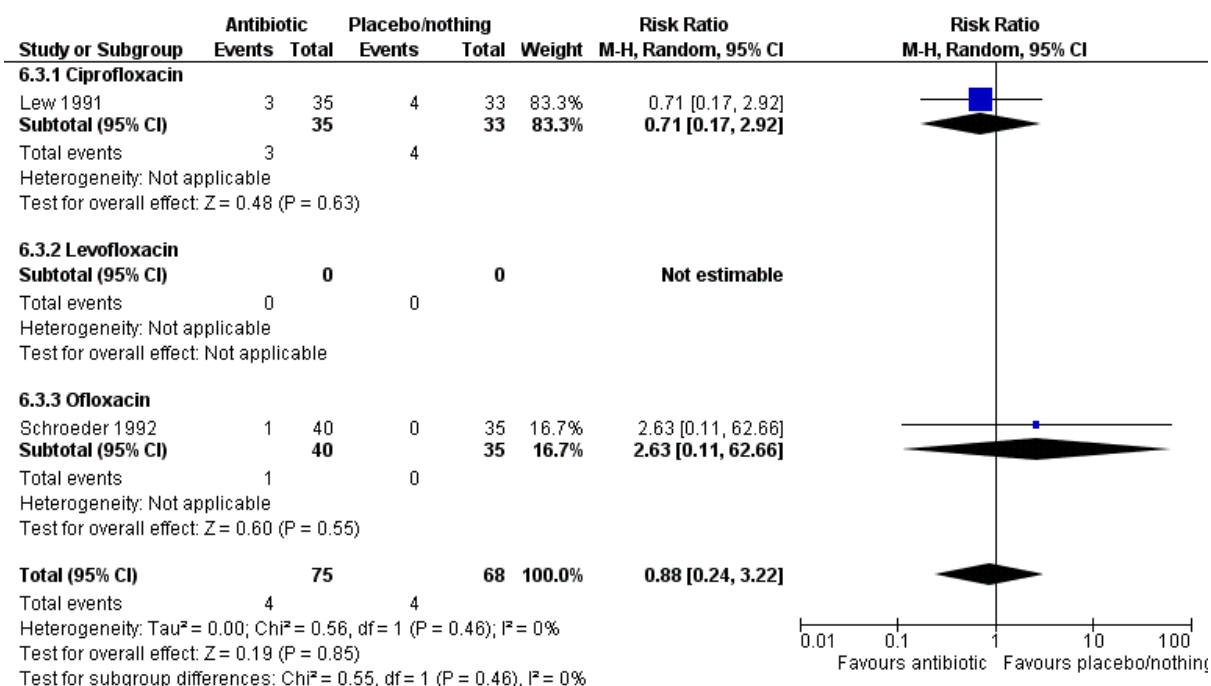 Antibiotic Placebo/nothing Risk Ratio Risk Ratio
Study or Subgroup Events Total Events Total Weight M-H, Random, 95% CI M-H, Random, 95% CI
6.3.1 Ciprofloxacin
Lew 1991 3 35 4 33 83.3% 0.71 [0.17, 2.92]
Subtotal (95% CI) 35 33 83.3% 0.71 [0.17, 2.92]
Total events 3 4
Heterogeneity: Not applicable
Test for overall effect: Z = 0.48 (P = 0.63)
6.3.2 Levofloxacin
Subtotal (95% CI) 0 0 Not estimable
Total events 0 0
Heterogeneity: Not applicable
Test for overall effect: Not applicable
6.3.3 Ofloxacin
Schroeder 1992 1 40 0 35 16.7% 2.63 [0.11, 62.66]
Subtotal (95% CI) 40 35 16.7% 2.63 [0.11, 62.66]
Total events 1 0
Heterogeneity: Not applicable
Test for overall effect: Z = 0.60 (P = 0.55)
Total (95% CI) 75 68 100.0% 0.88 [0.24, 3.22]
Total events 4 4
Heterogeneity: Tau² = 0.00; Chi² = 0.56, df = 1 (P = 0.46); I² = 0%
Test for overall effect: Z = 0.19 (P = 0.85)
Test for subgroup differences: Chi² = 0.55, df = 1 (P = 0.46), I² = 0%
0.01 0.1 1 10 100
Favours antibiotic Favours placebo/nothing